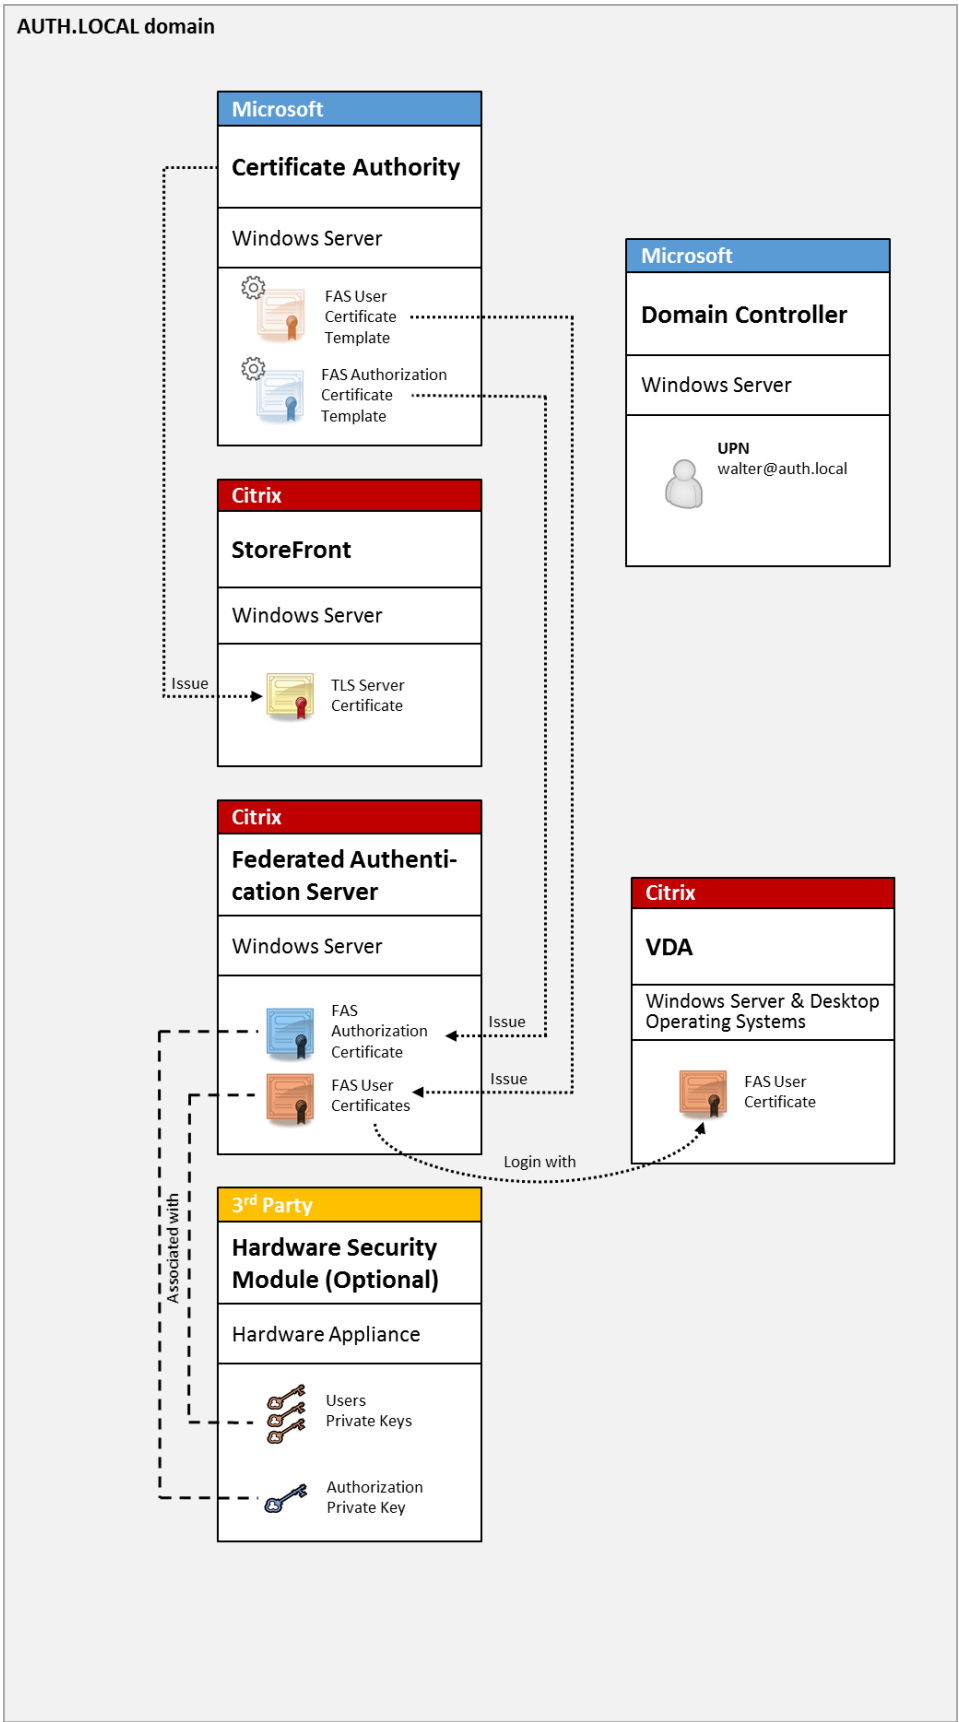 AUTH.LOCAL domain
Microsoft
Certificate Authority
Windows Server
FAS User
Certificate
Template
FAS Authorization
Certificate
Template
Microsoft
Domain Controller
Windows Server
UPN
walter@auth.local
Citrix
StoreFront
Windows Server
Issue
TLS Server
Certificate
Citrix
Federated Authenti-
cation Server
Windows Server
FAS
Authorization
Certificate
Issue
FAS User
Certificates
Issue
Citrix
VDA
Windows Server & Desktop
Operating Systems
FAS User
Certificate
Login with
Associated with
3rd Party
Hardware Security
Module (Optional)
Hardware Appliance
Users
Private Keys
Authorization
Private Key